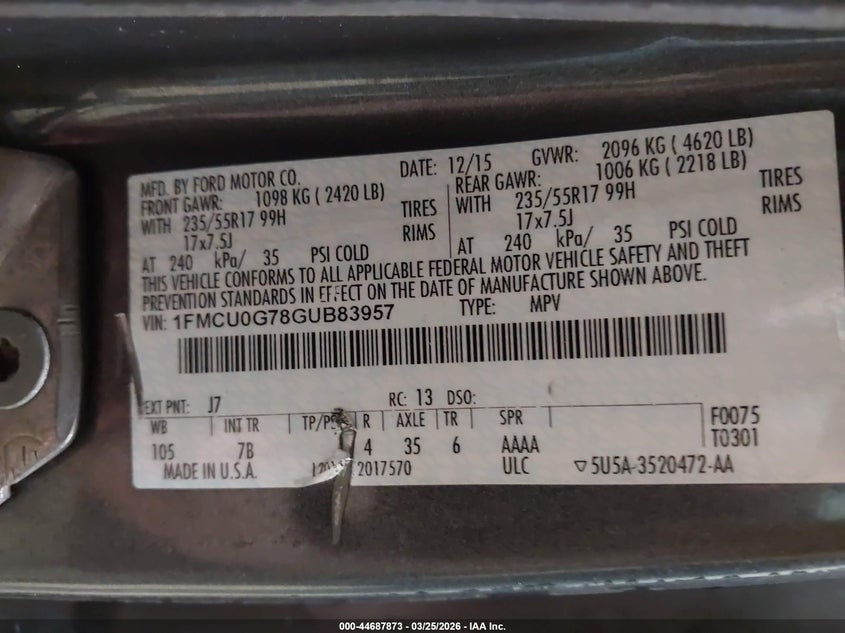 MFD. BY FORD MOTOR CO. DATE: 12/15 GVWR: 2096 KG ( 4620 LB)
FRONT GAWR: 1098 KG ( 2420 LB) REAR GAWR: 1006 KG ( 2218 LB)
WITH 235/55R17 99H TIRES WITH 235/55R17 99H TIRES
17x7.5J RIMS 17x7.5J RIMS
AT 240 kPa/ 35 PSI COLD AT 240 kPa/ 35 PSI COLD
THIS VEHICLE CONFORMS TO ALL APPLICABLE FEDERAL MOTOR VEHICLE SAFETY AND THEFT
PREVENTION STANDARDS IN EFFECT ON THE DATE OF MANUFACTURE SHOWN ABOVE.
VIN: 1FMCU0G78GUB83957 TYPE: MPV
EXT PNT: J7 RC: 13 DSO:
WB INT TR R AXLE TR SPR F0075
105 7B 4 35 6 AAAA T0301
MADE IN U.S.A. 2017570 ULC 5U5A-3520472-AA
000-44687873 - 03/25/2026 - IAA Inc.